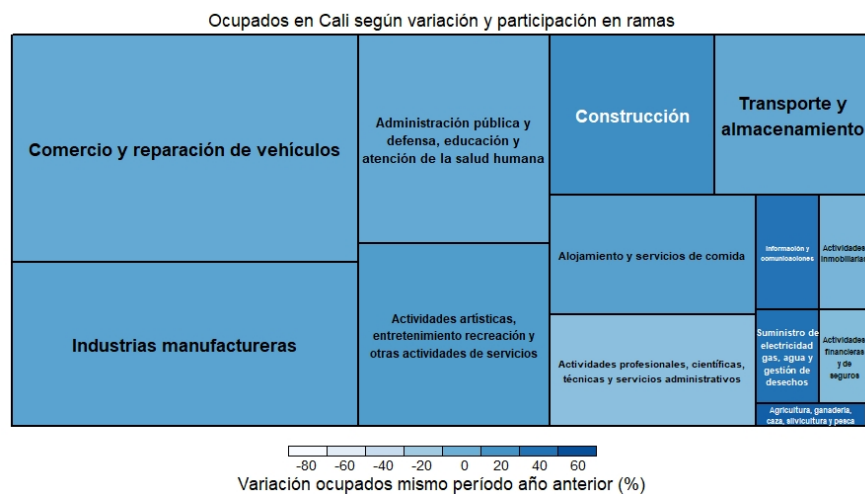 Ocupados en Cali según variación y participación en ramas
Comercio y reparación de vehículos
Industrias manufactureras
Administración pública y
defensa, educación y
atención de la salud humana
Actividades artísticas,
entretenimiento recreación y
otras actividades de servicios
Construcción
Transporte y
almacenamiento
Alojamiento y servicios de comida
Actividades profesionales, científicas,
técnicas y servicios administrativos
Información y
comunicaciones
Actividades
inmobiliarias
Suministro de
electricidad
gas, agua y
gestión de
desechos
Actividades
financieras
y de
seguros
Agricultura, ganadería,
caza, silvicultura y pesca
-80 -60 -40 -20 0 20 40 60
Variación ocupados mismo período año anterior (%)